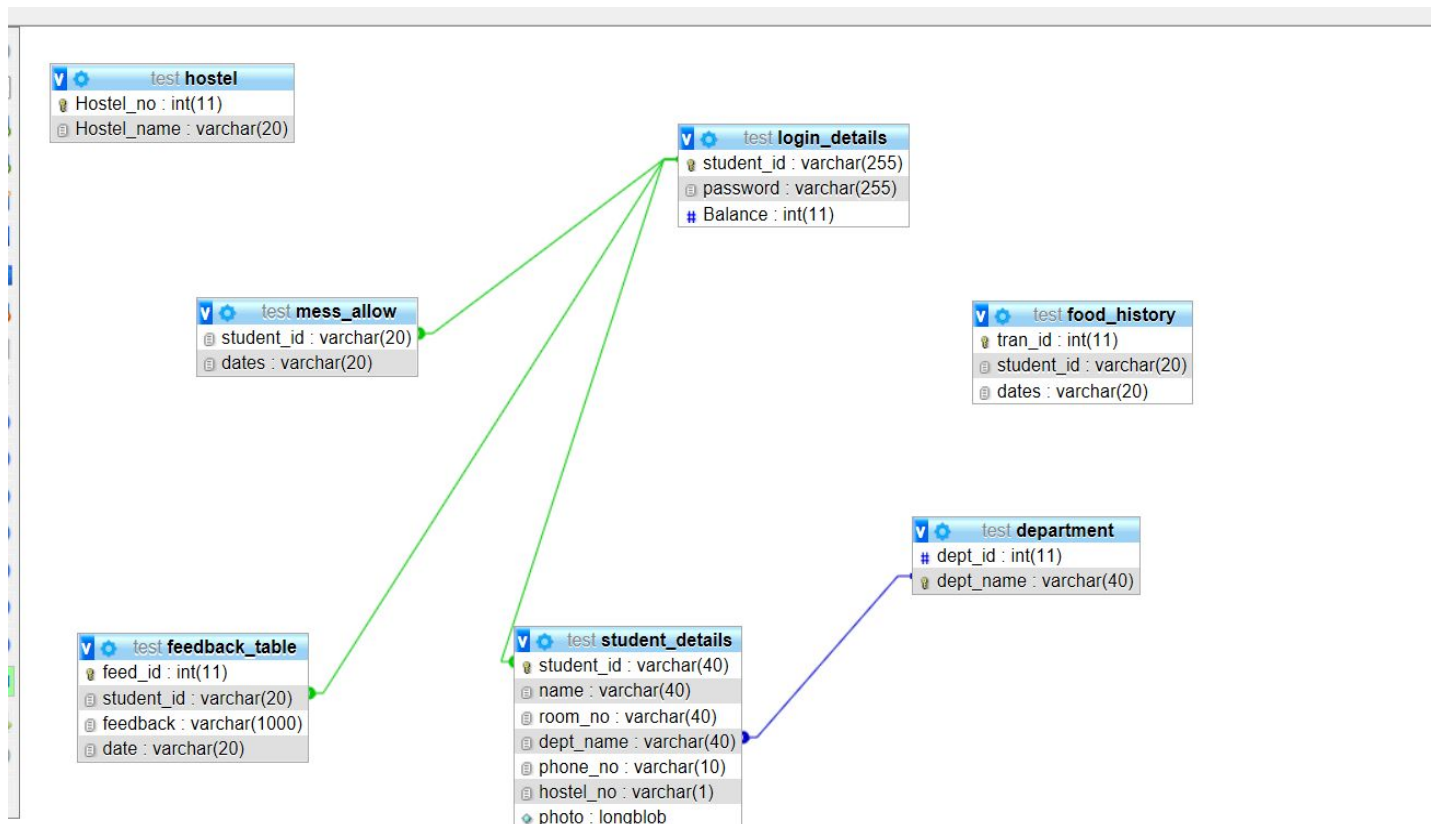 test hostel
Hostel_no : int(11)
Hostel_name : varchar(20)
test login_details
student_id : varchar(255)
password : varchar(255)
# Balance : int(11)
test mess_allow
student_id : varchar(20)
dates : varchar(20)
test food_history
tran_id : int(11)
student_id : varchar(20)
dates : varchar(20)
test department
# dept_id : int(11)
dept_name : varchar(40)
test feedback_table
feed_id : int(11)
student_id : varchar(20)
feedback : varchar(1000)
date : varchar(20)
test student_details
student_id : varchar(40)
name : varchar(40)
room_no : varchar(40)
dept_name : varchar(40)
phone_no : varchar(10)
hostel_no : varchar(1)
photo : longblob